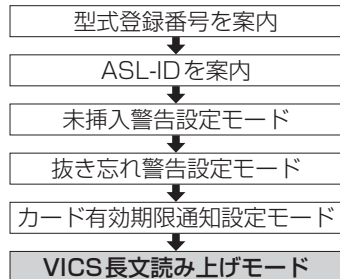 型式登録番号を案内
ASL-IDを案内
未挿入警告設定モード
抜き忘れ警告設定モード
カード有効期限通知設定モード
VICS長文読み上げモード